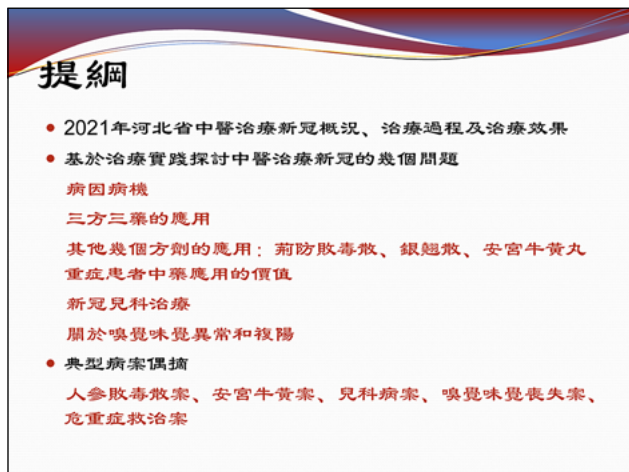 提綱
• 2021年河北省中醫治療新冠概況、治療過程及治療效果
• 基於治療實踐探討中醫治療新冠的幾個問題
病因病機
三方三藥的應用
其他幾個方劑的應用：荊防敗毒散、銀翹散、安宮牛黃丸
重症患者中藥應用的價值
新冠兒科治療
關於嗅覺味覺異常和複陽
• 典型病案偶摘
人參敗毒散案、安宮牛黃案、兒科病案、嗅覺味覺喪失案、
危重症救治案